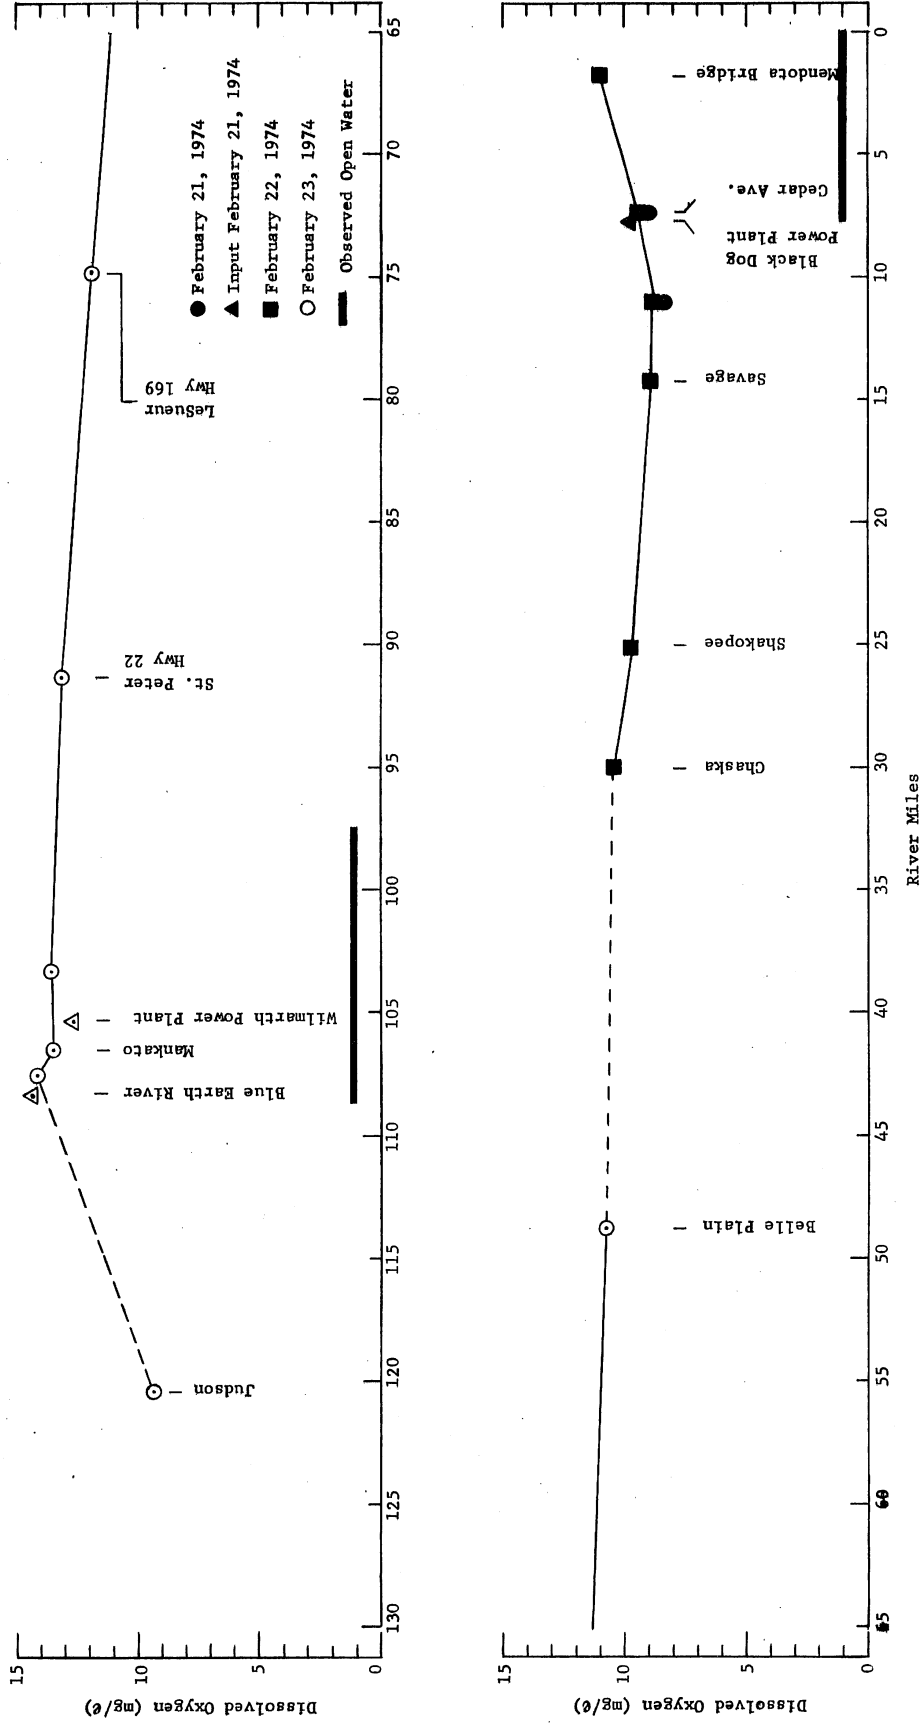 15
10
5
0
Dissolved Oxygen (mg/ℓ)
130
125
120
115
110
105
100
95
90
85
80
75
70
65
Judson
Blue Earth River
Mankato
Wilmarth Power Plant
St. Peter
Hwy 22
LeSueur
Hwy 169
February 21, 1974
Input February 21, 1974
February 22, 1974
February 23, 1974
Observed Open Water
15
10
5
0
Dissolved Oxygen (mg/ℓ)
65
60
55
50
45
40
35
30
25
20
15
10
5
0
Belle Plain
Chaska
Shakopee
Savage
Black Dog
Power Plant
Cedar Ave.
Mendota Bridge
River Miles